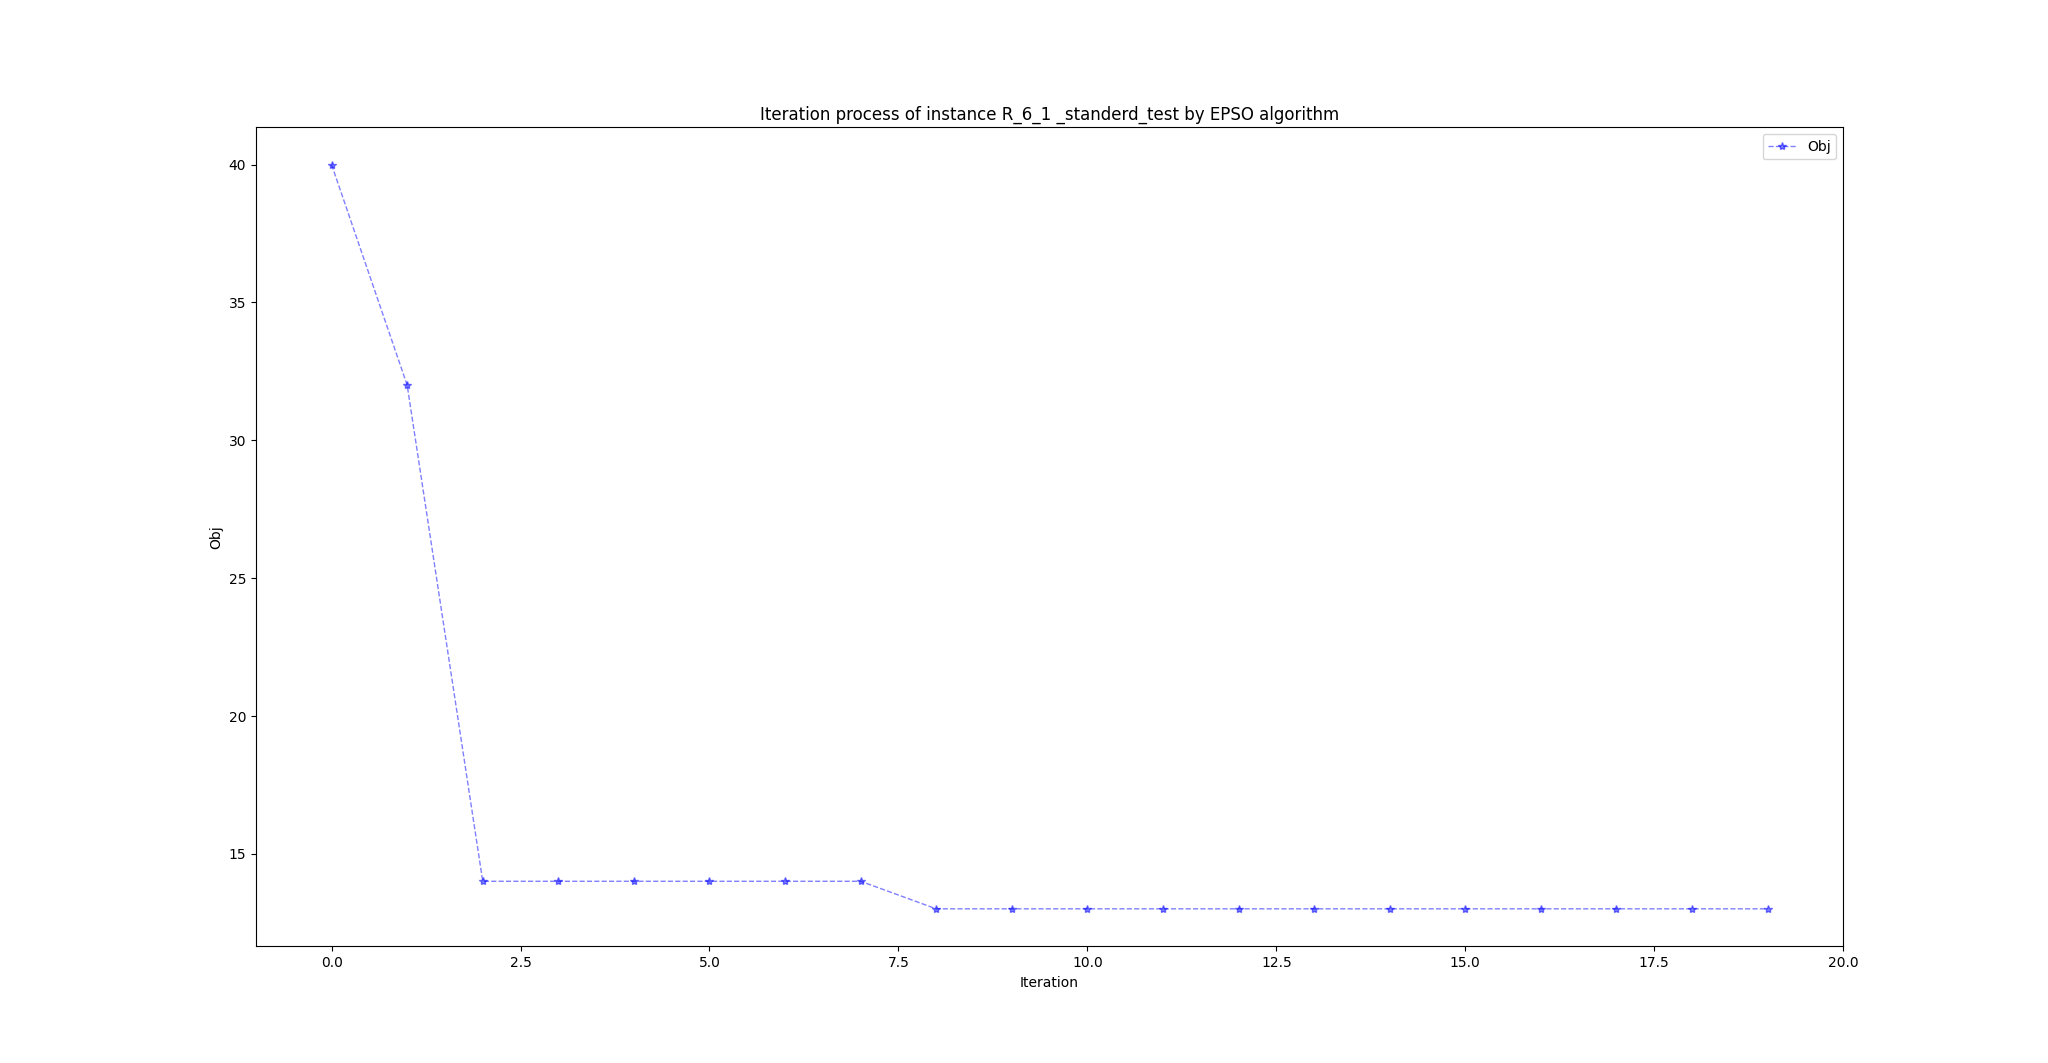 Iteration process of instance R_6_1 _standerd_test by EPSO algorithm
Obj
40
35
30
25
20
15
Obj
0.0 2.5 5.0 7.5 10.0 12.5 15.0 17.5 20.0
Iteration